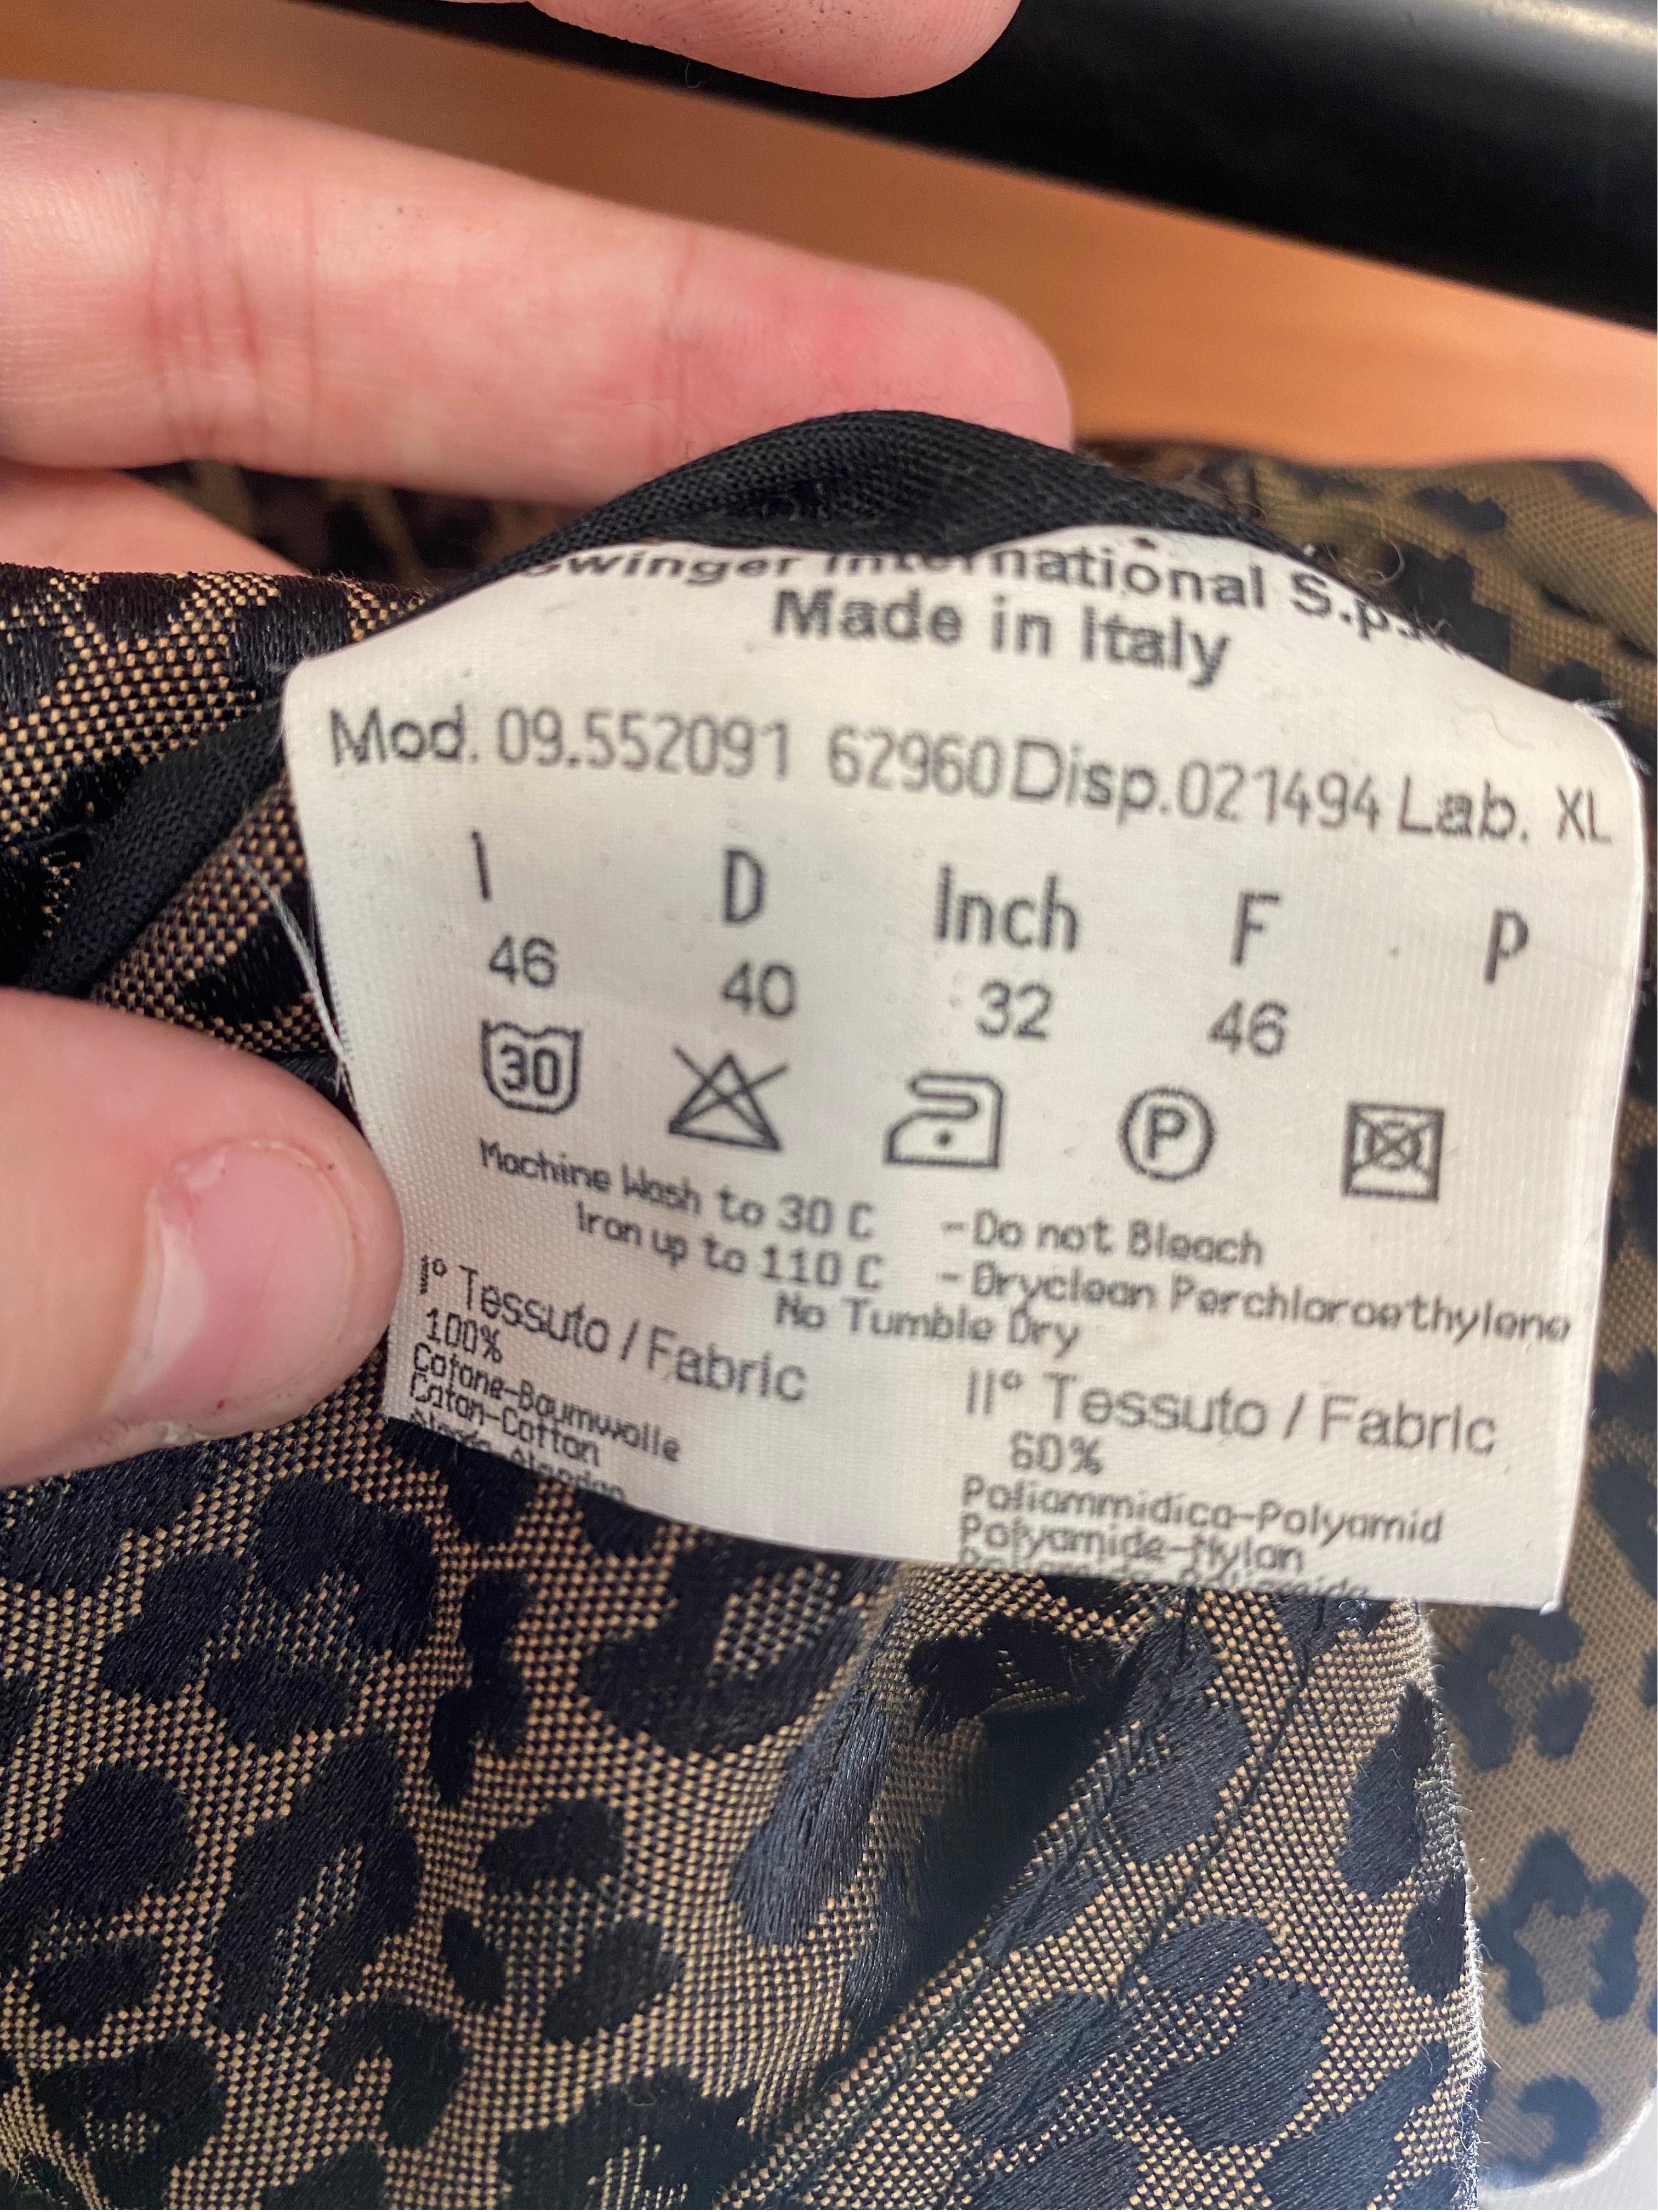 Swinger International S.p.A.
Made in Italy
Mod. 09.552091 62960 Disp.021494 Lab. XL
I D Inch F P
46 40 32 46
30 P
Machine Wash to 30 C - Do not Bleach
Iron up to 110 C - Dryclean Perchloroethylene
No Tumble Dry
I° Tessuto / Fabric
100%
Cotone-Baumwolle
Coton-Cotton
II° Tessuto / Fabric
60%
Poliammidica-Polyamid
Polyamide-Nylon